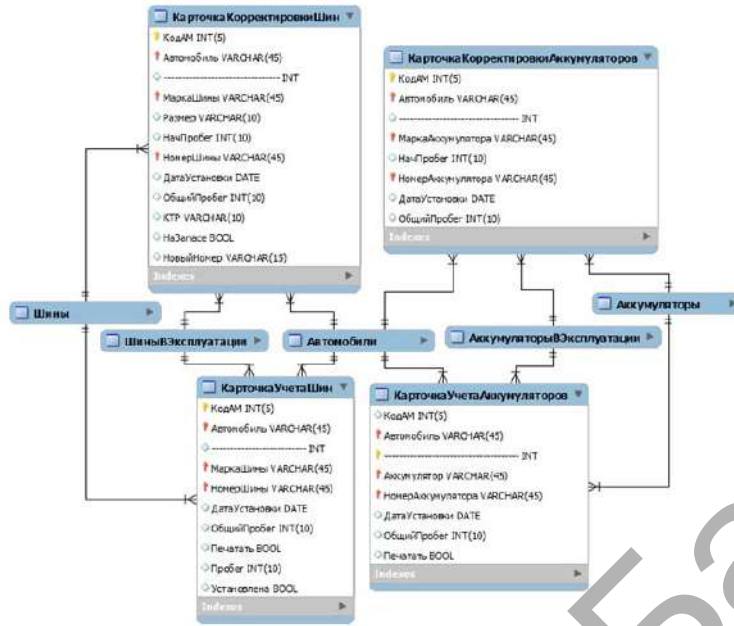 КарточкаКорректировкиШин
КодАМ INT(5)
Автомобиль VARCHAR(45)
------------------------------- INT
МаркаШины VARCHAR(45)
Размер VARCHAR(10)
НачПробег INT(10)
НомерШины VARCHAR(45)
ДатаУстановки DATE
ОбщийПробег INT(10)
КТР VARCHAR(10)
НаЗапасе BOOL
НовыйНомер VARCHAR(15)
Indexes
КарточкаКорректировкиАккумуляторов
КодАМ INT(5)
Автомобиль VARCHAR(45)
------------------------------- INT
МаркаАккумулятора VARCHAR(45)
НачПробег INT(10)
НомерАккумулятора VARCHAR(45)
ДатаУстановки DATE
ОбщийПробег INT(10)
Indexes
Шины
ШиныВЭксплуатации
Автомобили
АккумуляторыВЭксплуатации
Аккумуляторы
КарточкаУчетаШин
КодАМ INT(5)
Автомобиль VARCHAR(45)
------------------------- INT
МаркаШины VARCHAR(45)
НомерШины VARCHAR(45)
ДатаУстановки DATE
ОбщийПробег INT(10)
Печатать BOOL
Пробег INT(10)
Установлена BOOL
Indexes
КарточкаУчетаАккумуляторов
КодАМ INT(5)
Автомобиль VARCHAR(45)
------------------------------- INT
Аккумулятор VARCHAR(45)
НомерАккумулятора VARCHAR(45)
ДатаУстановки DATE
ОбщийПробег INT(10)
Печатать BOOL
Indexes